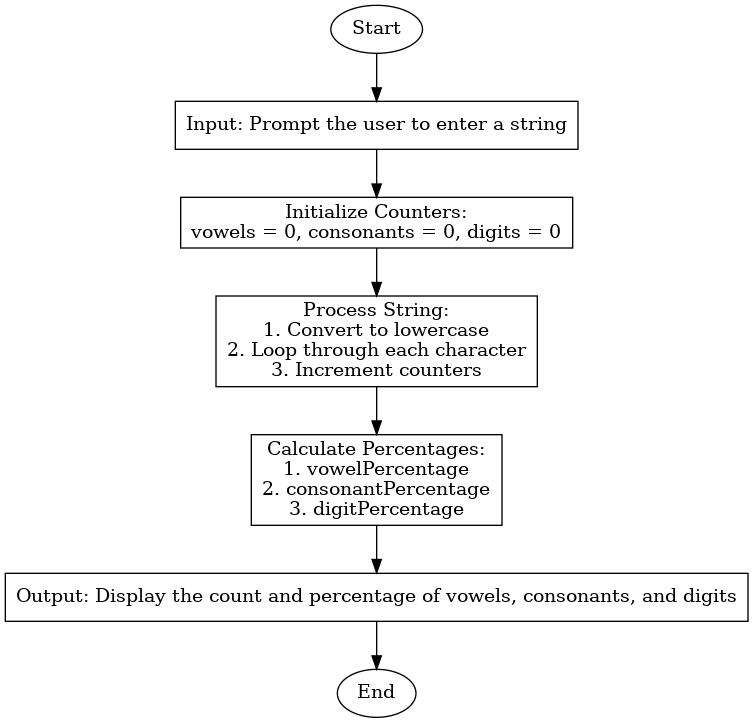 Start
Input: Prompt the user to enter a string
Initialize Counters:
vowels = 0, consonants = 0, digits = 0
Process String:
1. Convert to lowercase
2. Loop through each character
3. Increment counters
Calculate Percentages:
1. vowelPercentage
2. consonantPercentage
3. digitPercentage
Output: Display the count and percentage of vowels, consonants, and digits
End